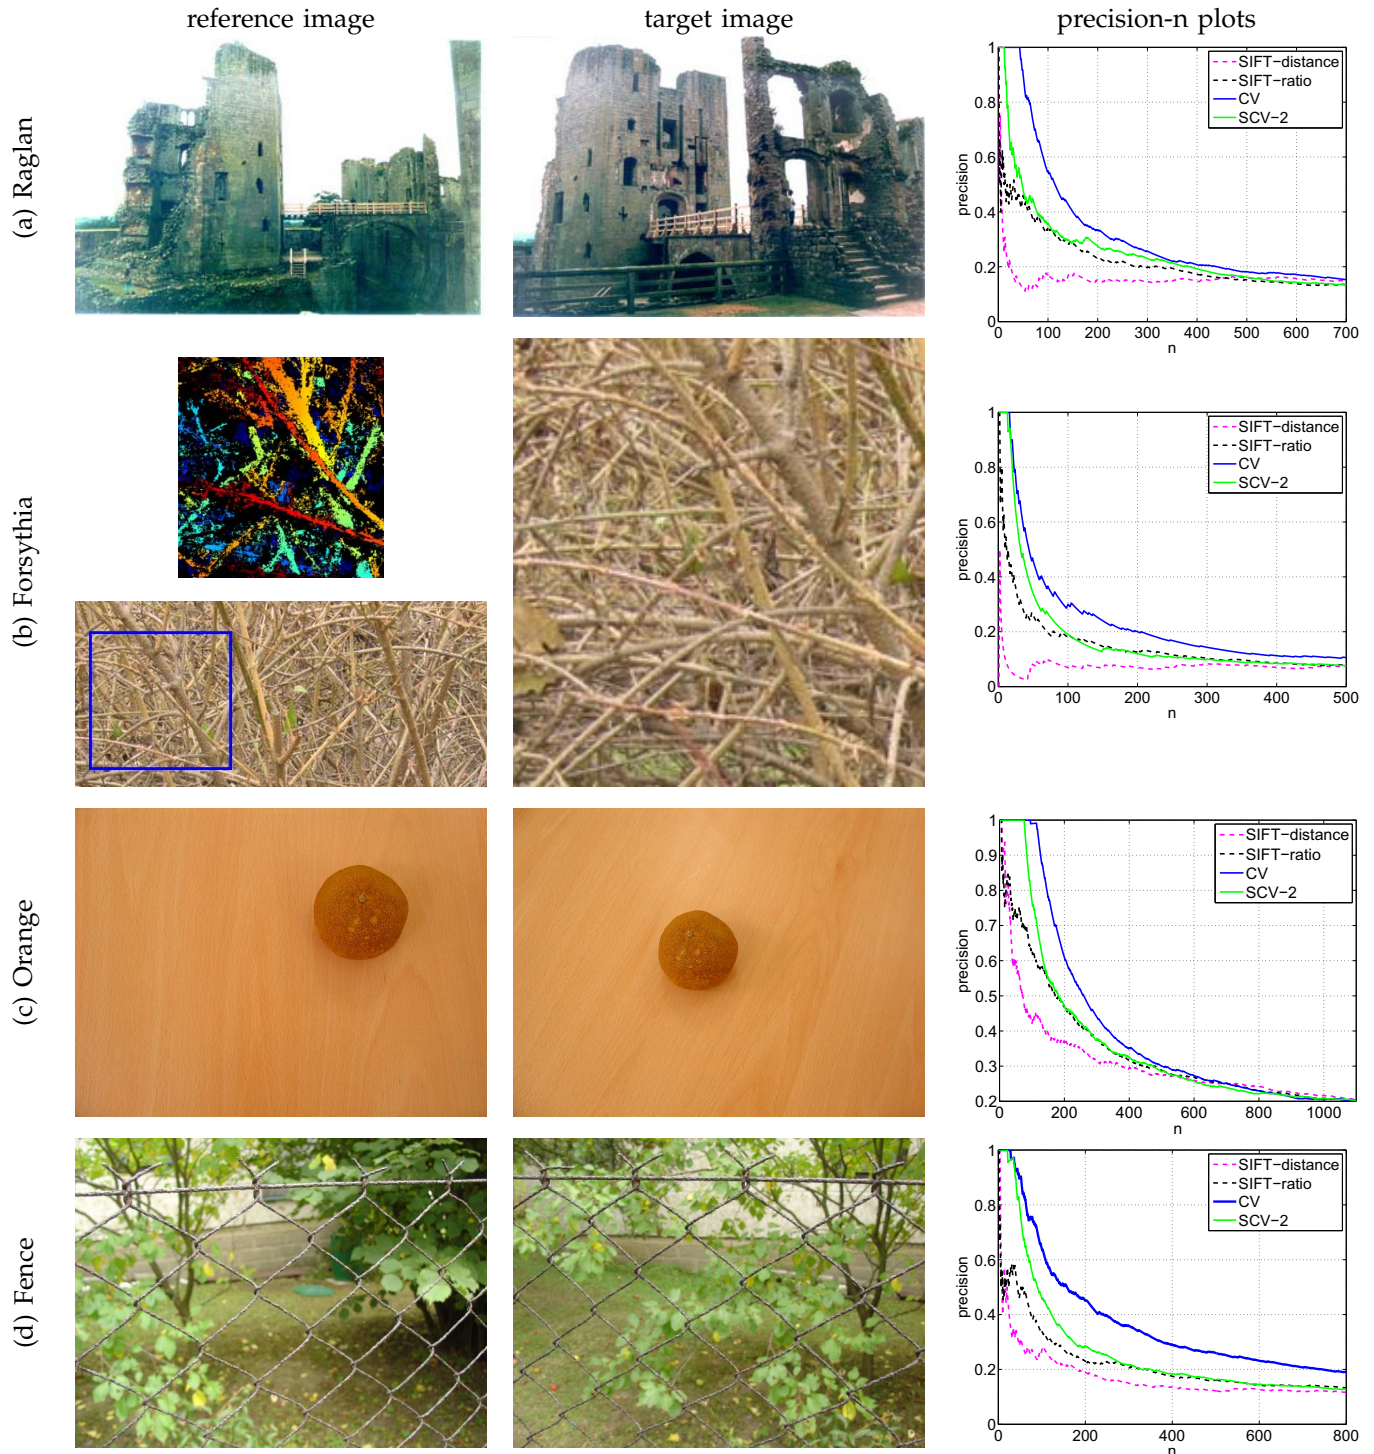 reference image
target image
precision-n plots
(a) Raglan
1
0.8
0.6
0.4
0.2
0
precision
0 100 200 300 400 500 600 700
n
SIFT-distance
SIFT-ratio
CV
SCV-2
(b) Forsythia
1
0.8
0.6
0.4
0.2
0
precision
0 100 200 300 400 500
n
SIFT-distance
SIFT-ratio
CV
SCV-2
(c) Orange
1
0.9
0.8
0.7
0.6
0.5
0.4
0.3
0.2
precision
0 200 400 600 800 1000
n
SIFT-distance
SIFT-ratio
CV
SCV-2
(d) Fence
1
0.8
0.6
0.4
0.2
0
precision
0 200 400 600 800
n
SIFT-distance
SIFT-ratio
CV
SCV-2